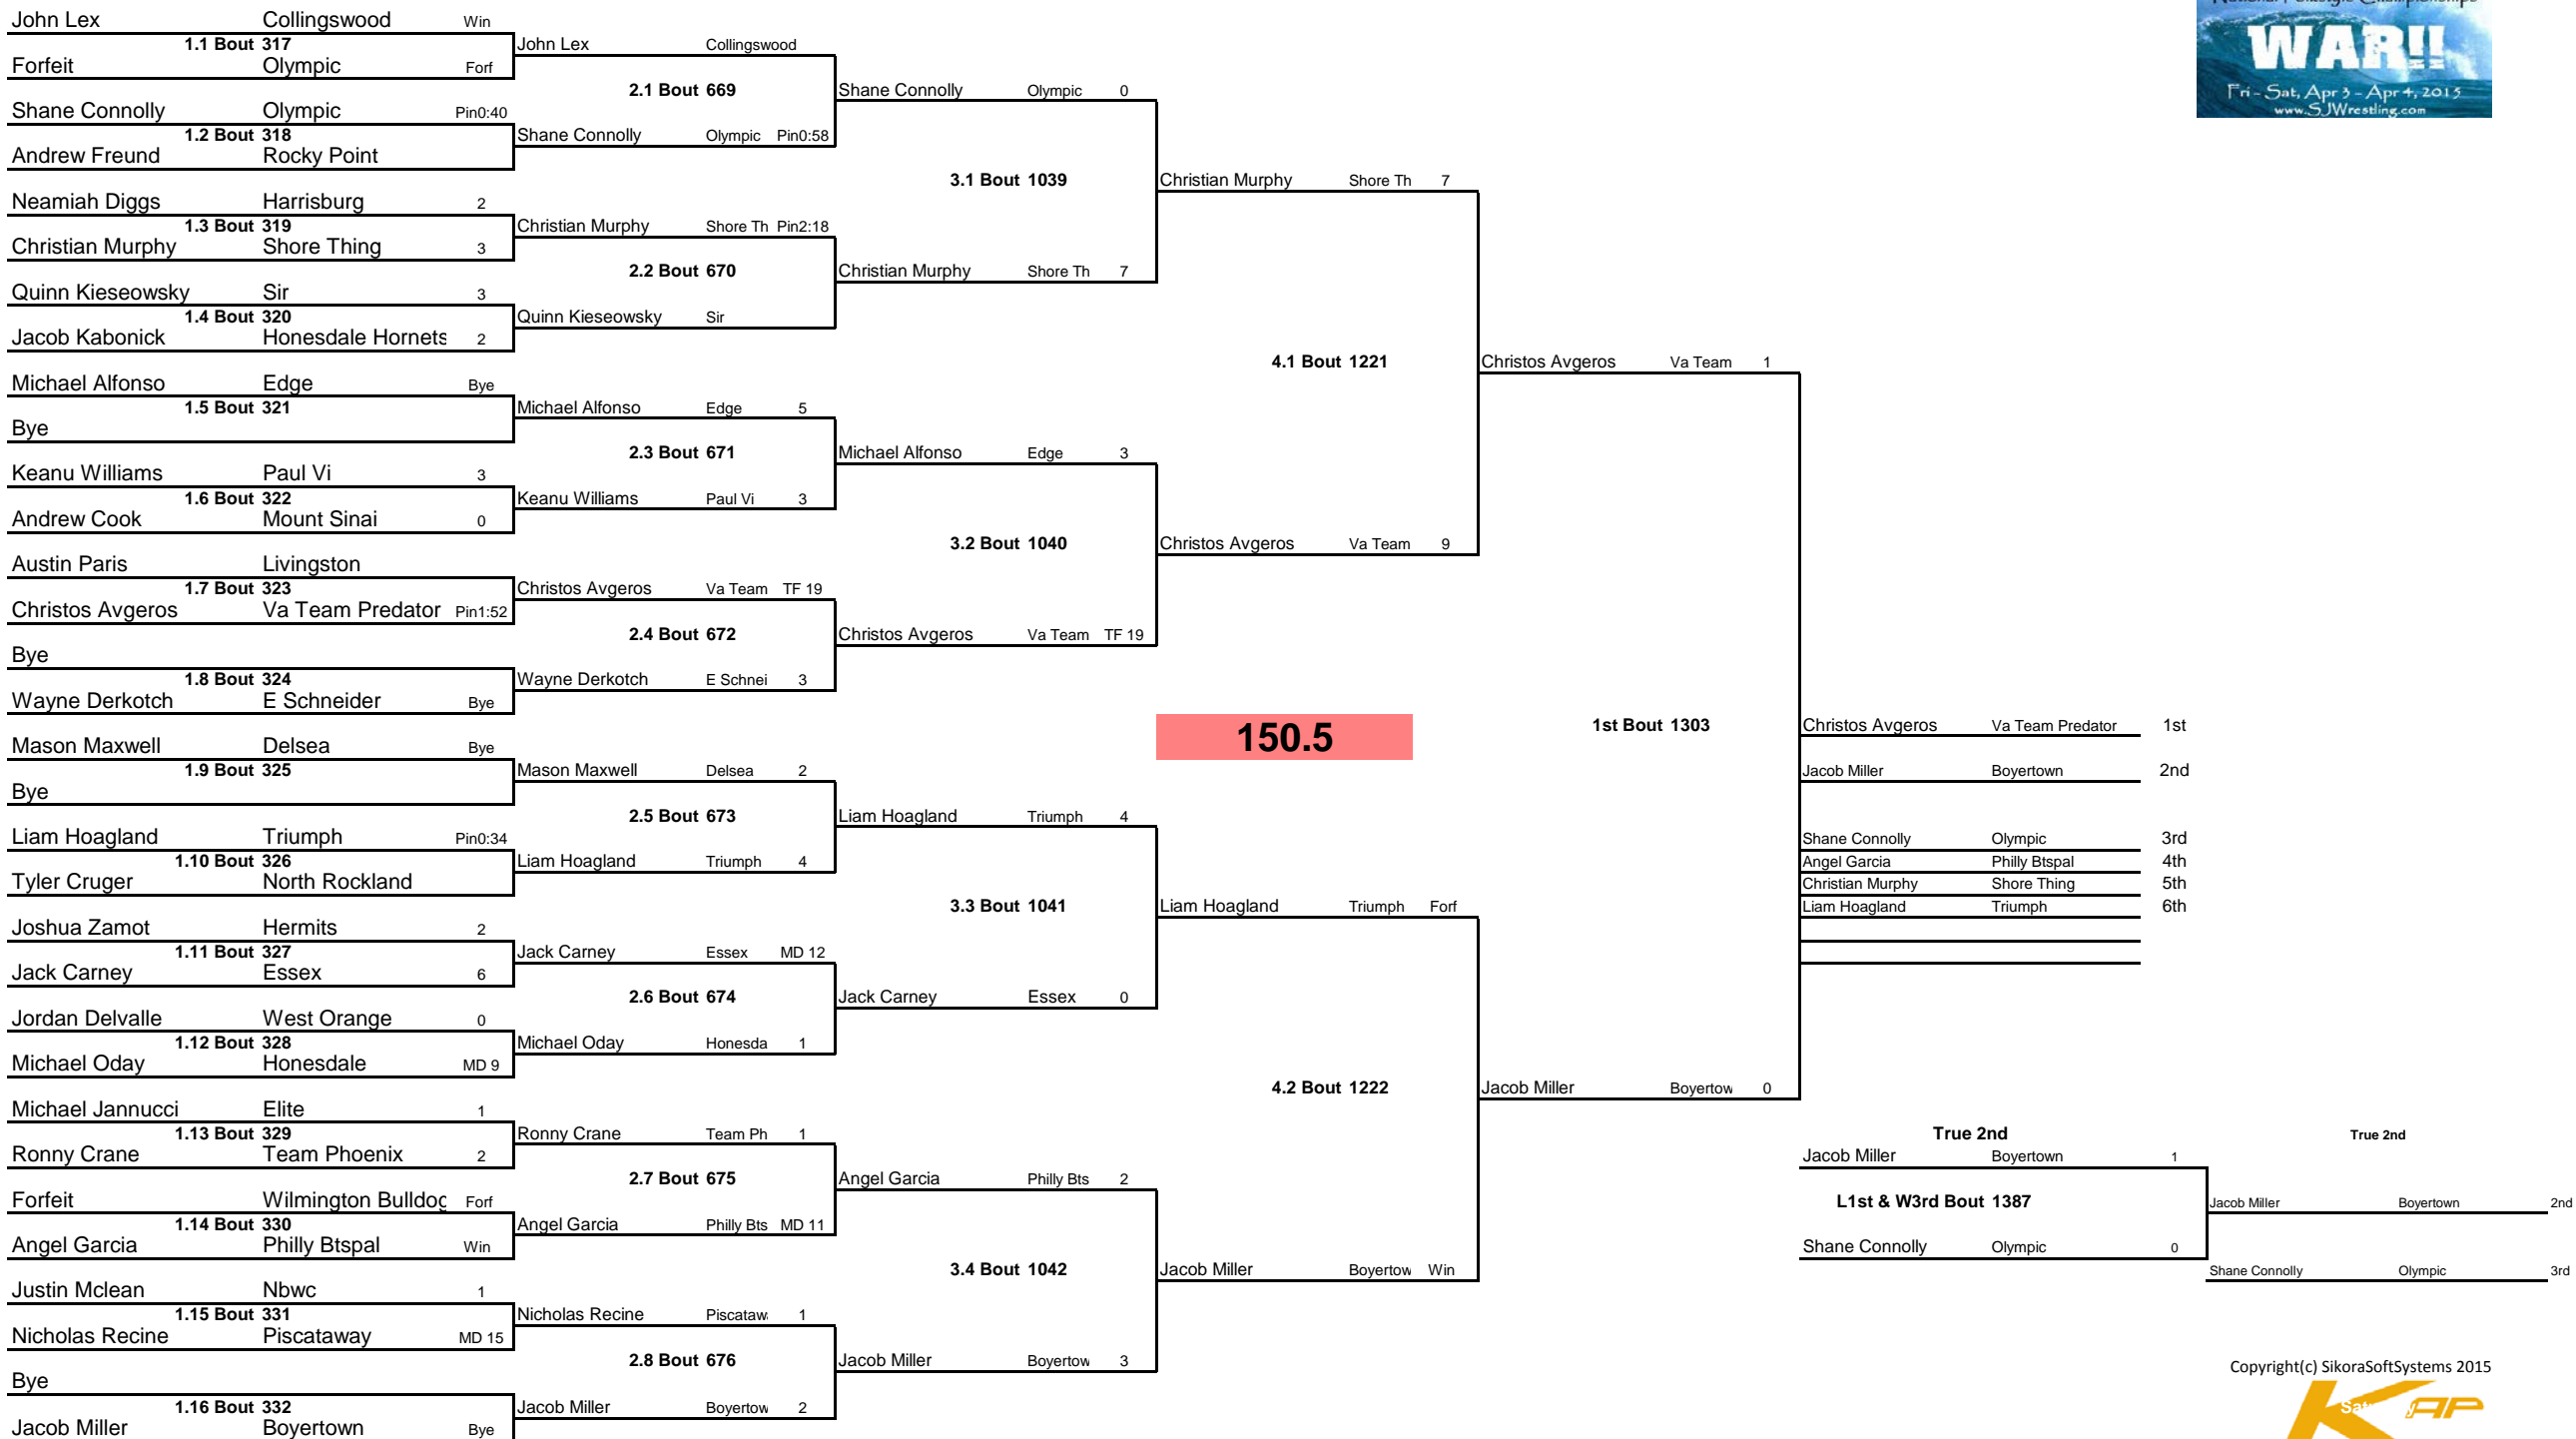 John Lex Collingswood Win
1.1 Bout 317
Forfeit Olympic Forf
Shane Connolly Olympic Pin0:40
1.2 Bout 318
Andrew Freund Rocky Point
Neamiah Diggs Harrisburg 2
1.3 Bout 319
Christian Murphy Shore Thing 3
Quinn Kieseowsky Sir 3
1.4 Bout 320
Jacob Kabonick Honesdale Hornets 2
Michael Alfonso Edge Bye
1.5 Bout 321
Bye
Keanu Williams Paul Vi 3
1.6 Bout 322
Andrew Cook Mount Sinai 0
Austin Paris Livingston
1.7 Bout 323
Christos Avgeros Va Team Predator Pin1:52
Bye
1.8 Bout 324
Wayne Derkotch E Schneider Bye
Mason Maxwell Delsea Bye
1.9 Bout 325
Bye
Liam Hoagland Triumph Pin0:34
1.10 Bout 326
Tyler Cruger North Rockland
Joshua Zamot Hermits 2
1.11 Bout 327
Jack Carney Essex 6
Jordan Delvalle West Orange 0
1.12 Bout 328
Michael Oday Honesdale MD 9
Michael Jannucci Elite 1
1.13 Bout 329
Ronny Crane Team Phoenix 2
Forfeit Wilmington Bulldog Forf
1.14 Bout 330
Angel Garcia Philly Btspal Win
Justin Mclean Nbwc 1
1.15 Bout 331
Nicholas Recine Piscataway MD 15
Bye
1.16 Bout 332
Jacob Miller Boyertown Bye
John Lex Collingswood
2.1 Bout 669
Shane Connolly Olympic Pin0:58
Christian Murphy Shore Th Pin2:18
2.2 Bout 670
Quinn Kieseowsky Sir
Michael Alfonso Edge 5
2.3 Bout 671
Keanu Williams Paul Vi 3
Christos Avgeros Va Team TF 19
2.4 Bout 672
Wayne Derkotch E Schnei 3
Mason Maxwell Delsea 2
2.5 Bout 673
Liam Hoagland Triumph 4
Jack Carney Essex MD 12
2.6 Bout 674
Michael Oday Honesda 1
Ronny Crane Team Ph 1
2.7 Bout 675
Angel Garcia Philly Bts MD 11
Nicholas Recine Piscataw 1
2.8 Bout 676
Jacob Miller Boyertow 2
Shane Connolly Olympic 0
3.1 Bout 1039
Christian Murphy Shore Th 7
Michael Alfonso Edge 3
3.2 Bout 1040
Christos Avgeros Va Team TF 19
Liam Hoagland Triumph 4
3.3 Bout 1041
Jack Carney Essex 0
Angel Garcia Philly Bts 2
3.4 Bout 1042
Jacob Miller Boyertow 3
Christian Murphy Shore Th 7
4.1 Bout 1221
Christos Avgeros Va Team 9
150.5
Liam Hoagland Triumph Forf
4.2 Bout 1222
Jacob Miller Boyertow Win
Christos Avgeros Va Team 1
1st Bout 1303
Jacob Miller Boyertow 0
Christos Avgeros Va Team Predator 1st
Jacob Miller Boyertown 2nd
Shane Connolly Olympic 3rd
Angel Garcia Philly Btspal 4th
Christian Murphy Shore Thing 5th
Liam Hoagland Triumph 6th
True 2nd
Jacob Miller Boyertown 1
L1st & W3rd Bout 1387
Shane Connolly Olympic 0
True 2nd
Jacob Miller Boyertown 2nd
Shane Connolly Olympic 3rd
WAR!!
Fri - Sat, Apr 3 - Apr 4, 2015
www.SJWrestling.com
Copyright(c) SikoraSoftSystems 2015